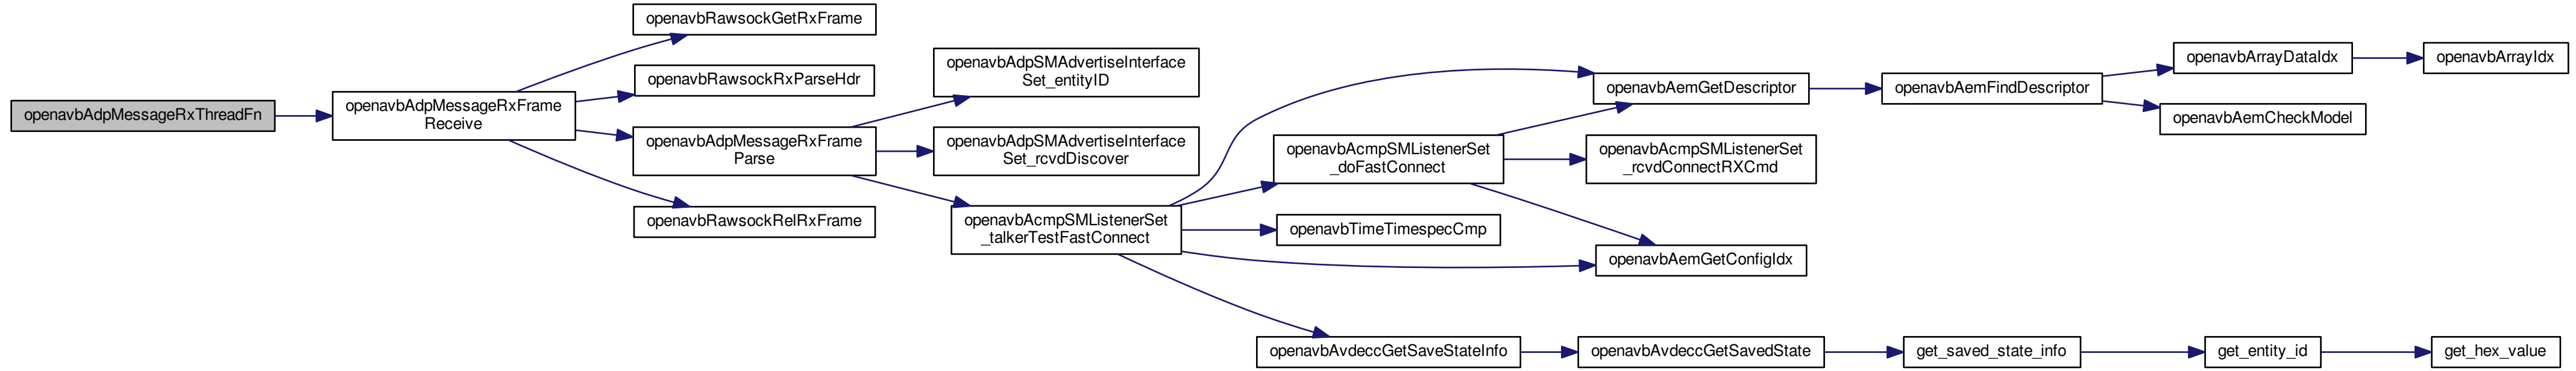 openavbAdpMessageRxThreadFn
openavbAdpMessageRxFrame
Receive
openavbRawsockGetRxFrame
openavbRawsockRxParseHdr
openavbAdpMessageRxFrame
Parse
openavbRawsockRelRxFrame
openavbAdpSMAdvertiseInterface
Set_entityID
openavbAdpSMAdvertiseInterface
Set_rcvdDiscover
openavbAcmpSMListenerSet
_talkerTestFastConnect
openavbAcmpSMListenerSet
_doFastConnect
openavbTimeTimespecCmp
openavbAvdeccGetSaveStateInfo
openavbAemGetDescriptor
openavbAcmpSMListenerSet
_rcvdConnectRXCmd
openavbAemGetConfigIdx
openavbAvdeccGetSavedState
openavbAemFindDescriptor
get_saved_state_info
openavbArrayDataIdx
openavbAemCheckModel
get_entity_id
openavbArrayIdx
get_hex_value